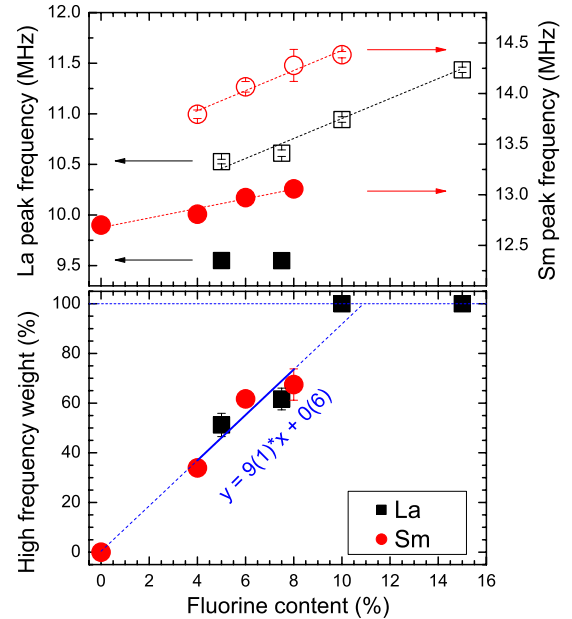 12.0
11.5
11.0
10.5
10.0
9.5
La peak frequency (MHz)
14.5
14.0
13.5
13.0
12.5
Sm peak frequency (MHz)
100
80
60
40
20
0
High frequency weight (%)
y = 9(1)*x + 0(6)
La
Sm
0 2 4 6 8 10 12 14 16
Fluorine content (%)